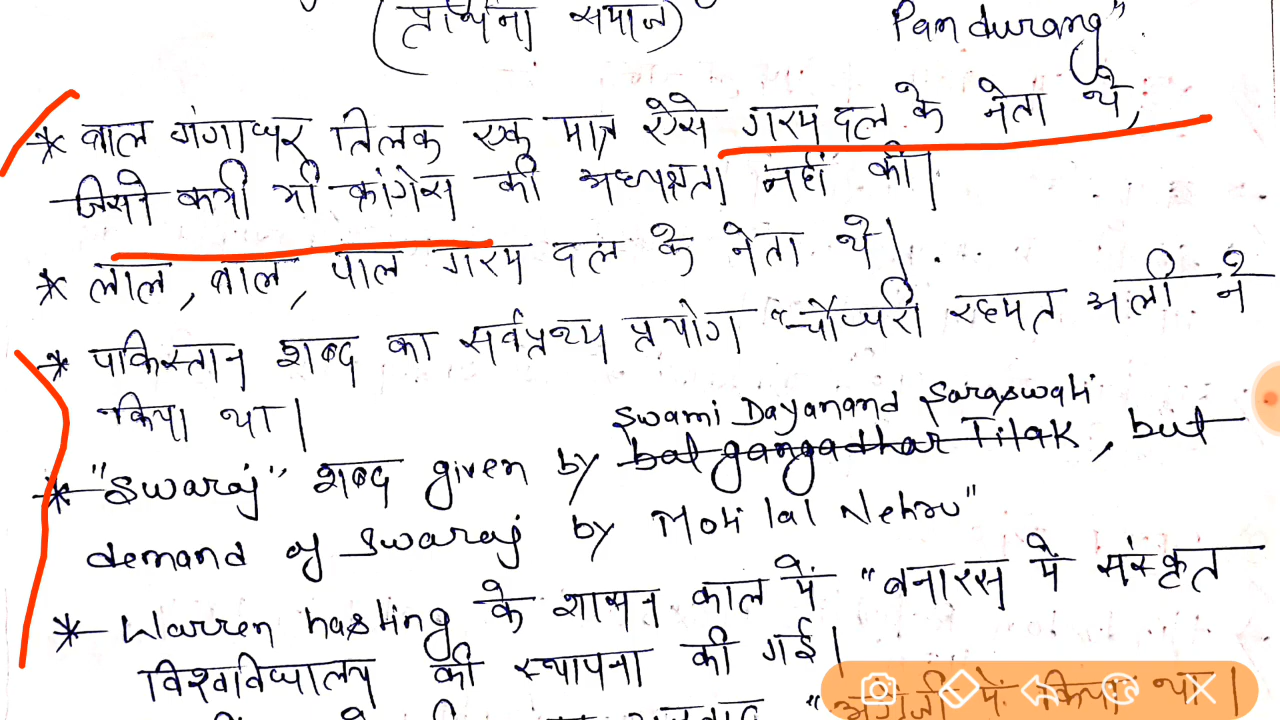 (प्रार्थना समाज)
Pandurang"
* बाल गंगाधर तिलक एक मात्र ऐसे गरम दल के नेता थे,
जिसने कभी भी कांग्रेस की अध्यक्षता नहीं की।
* लाल, बाल, पाल गरम दल के नेता थे।
* पाकिस्तान शब्द का सर्वप्रथम प्रयोग "चौधरी रहमत अली ने
किया था।
Swami Dayanand Saraswati
* "Swaraj" शब्द given by bal gangadhar Tilak, but
demand of Swaraj by Moti lal Nehru"
* Warren hasting के शासन काल में "बनारस में संस्कृत
विश्वविद्यालय की स्थापना की गई।
"अंग्रेजी में किया था।